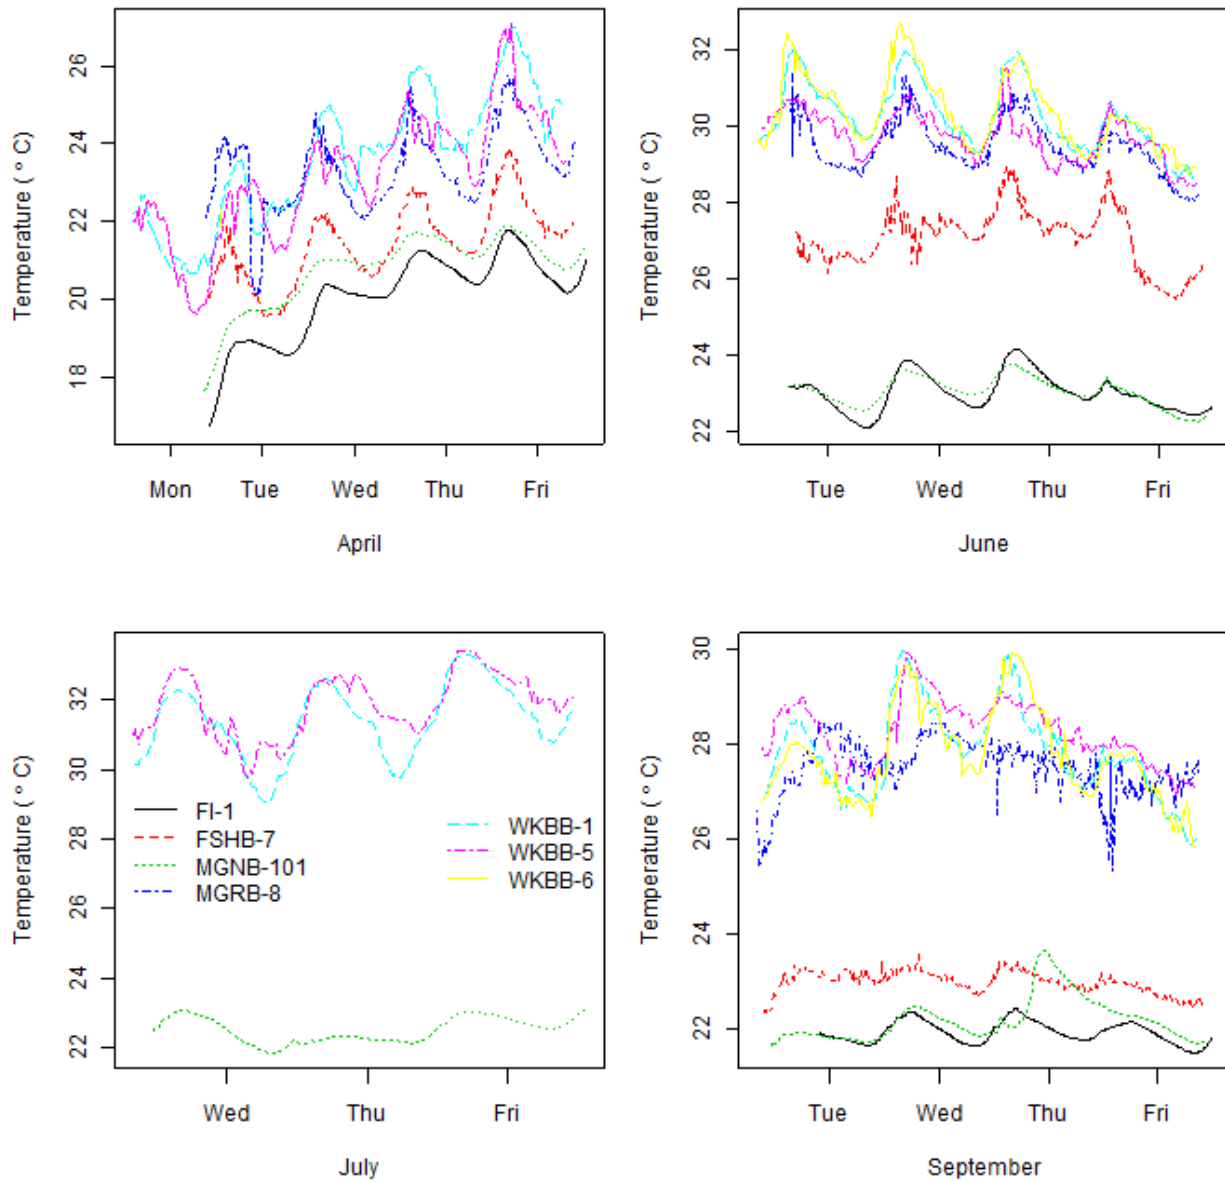 Temperature ( ° C)
26
24
22
20
18
Mon Tue Wed Thu Fri
April
Temperature ( ° C)
32
30
28
26
24
22
Tue Wed Thu Fri
June
Temperature ( ° C)
32
30
28
26
24
22
FI-1
FSHB-7
MGNB-101
MGRB-8
WKBB-1
WKBB-5
WKBB-6
Wed Thu Fri
July
Temperature ( ° C)
30
28
26
24
22
Tue Wed Thu Fri
September